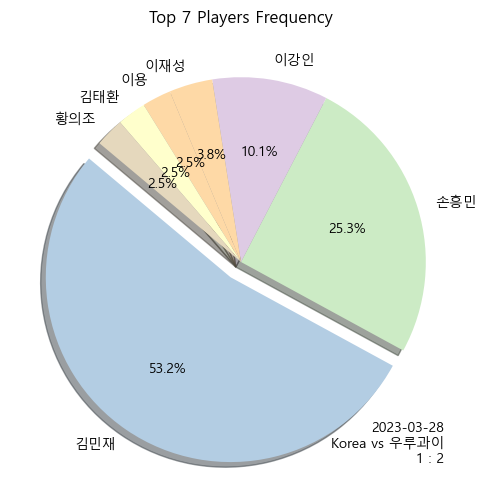 Top 7 Players Frequency
이강인
이재성
이용
김태환
황의조
손흥민
김민재
10.1%
3.8%
2.5%
2.5%
2.5%
25.3%
53.2%
2023-03-28
Korea vs 우루과이
1 : 2